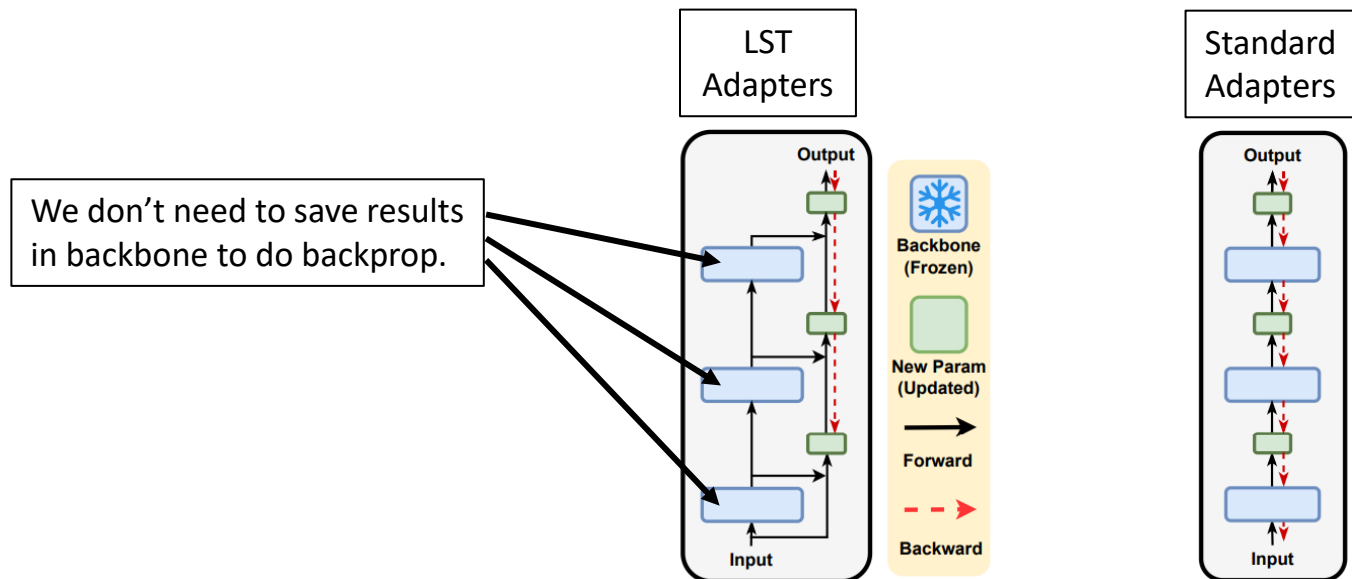 LST
Adapters
Standard
Adapters
We don’t need to save results
in backbone to do backprop.
Output
Input
Backbone
(Frozen)
New Param
(Updated)
Forward
Backward
Output
Input